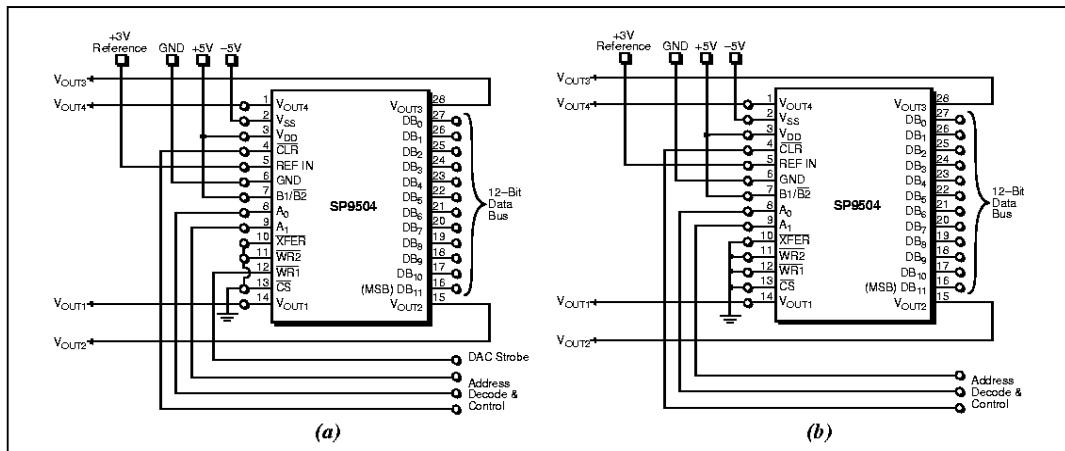 +3V
Reference GND +5V –5V
VOUT3
VOUT4
1 VOUT4
2 VSS
3 VDD
4 CLR
5 REF IN
6 GND
7 B1/B2
8 A0
9 A1
10 XFER
11 WR2
12 WR1
13 CS
14 VOUT1
SP9504
VOUT3 28
DB0 27
DB1 26
DB2 25
DB3 24
DB4 23
DB5 22
DB6 21
DB7 20
DB8 19
DB9 18
DB10 17
(MSB) DB11 16
VOUT2 15
12–Bit
Data
Bus
VOUT1
VOUT2
DAC Strobe
Address
Decode &
Control
(a)
+3V
Reference GND +5V –5V
VOUT3
VOUT4
1 VOUT4
2 VSS
3 VDD
4 CLR
5 REF IN
6 GND
7 B1/B2
8 A0
9 A1
10 XFER
11 WR2
12 WR1
13 CS
14 VOUT1
SP9504
VOUT3 28
DB0 27
DB1 26
DB2 25
DB3 24
DB4 23
DB5 22
DB6 21
DB7 20
DB8 19
DB9 18
DB10 17
(MSB) DB11 16
VOUT2 15
12–Bit
Data
Bus
VOUT1
VOUT2
Address
Decode &
Control
(b)